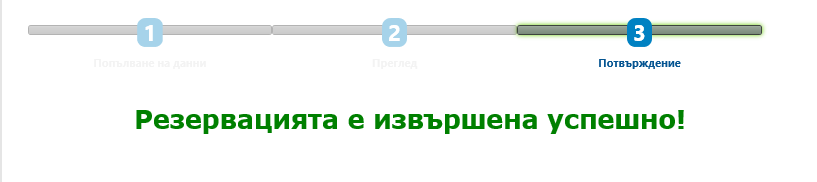 1 2 3
Попълване на данни Преглед Потвърждение
Резервацията е извършена успешно!